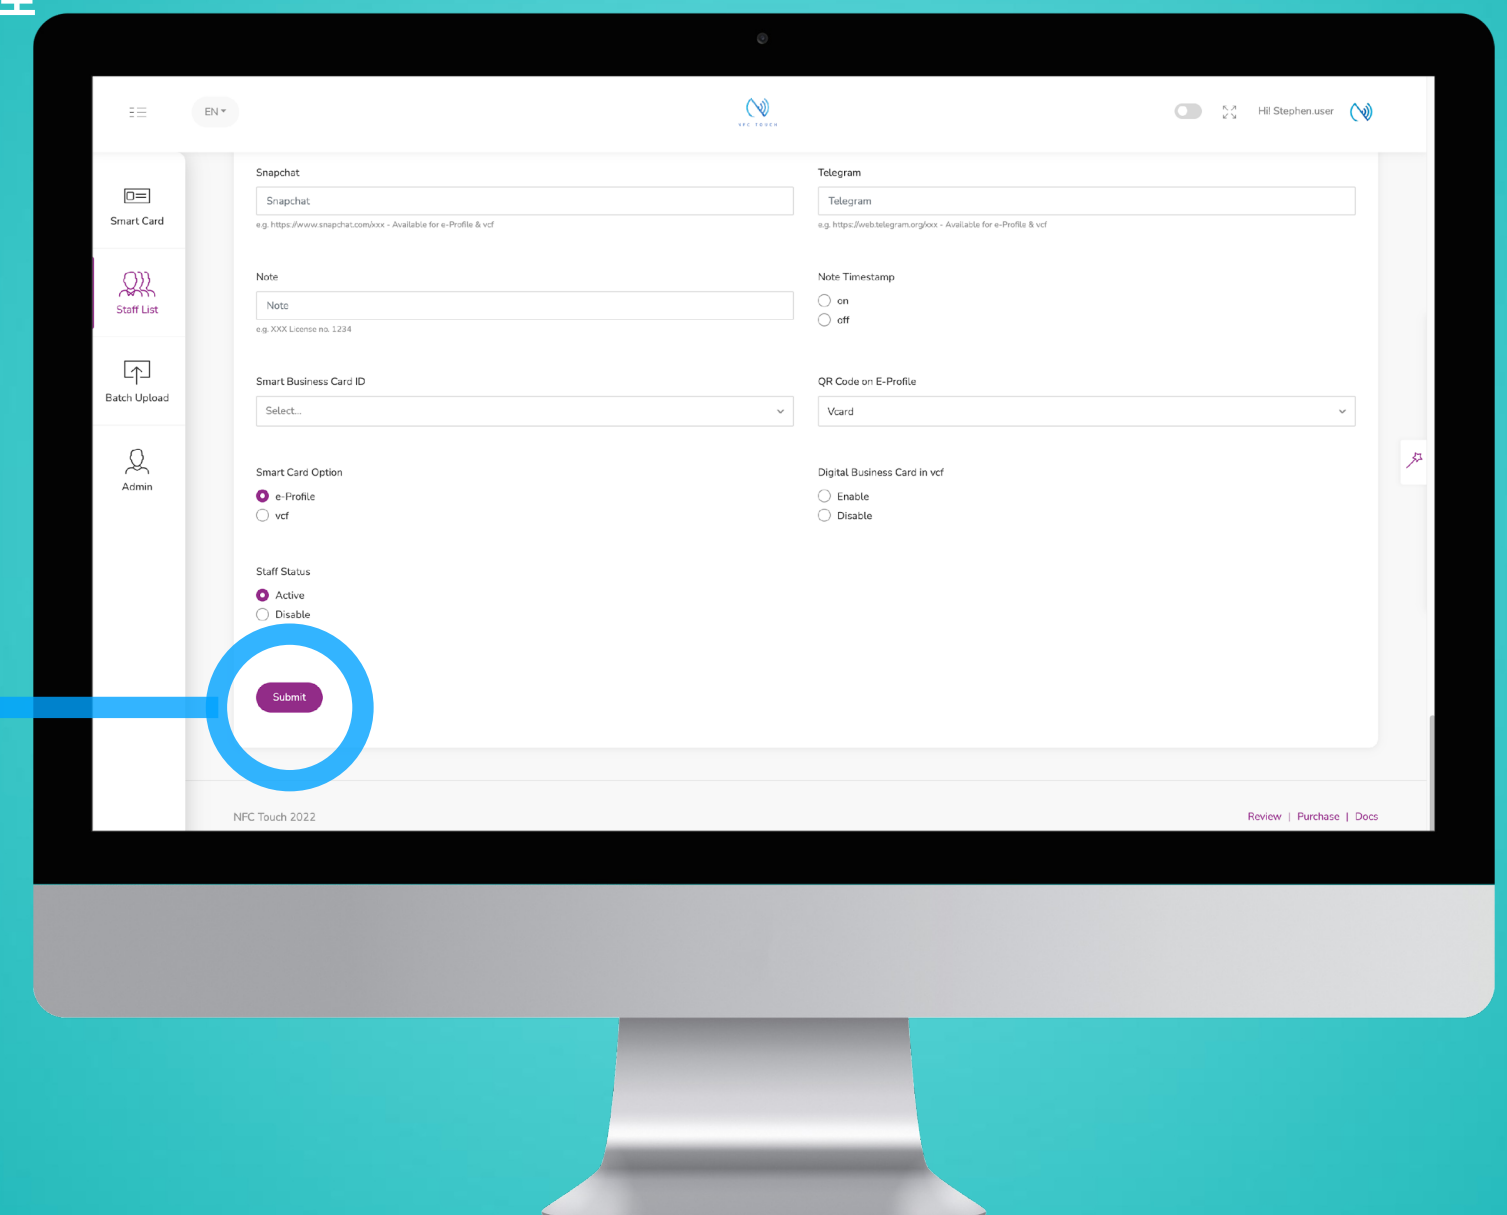 EN
NFC TOUCH
Hi! Stephen.user
Smart Card
Staff List
Batch Upload
Admin
Snapchat
Telegram
Snapchat
Telegram
e.g. https://www.snapchat.com/xxx - Available for e-Profile & vcf
e.g. https://web.telegram.org/xxx - Available for e-Profile & vcf
Note
Note Timestamp
Note
on
off
e.g. XXX License no. 1234
Smart Business Card ID
QR Code on E-Profile
Select...
Vcard
Smart Card Option
Digital Business Card in vcf
e-Profile
Enable
vcf
Disable
Staff Status
Active
Disable
Submit
NFC Touch 2022
Review | Purchase | Docs